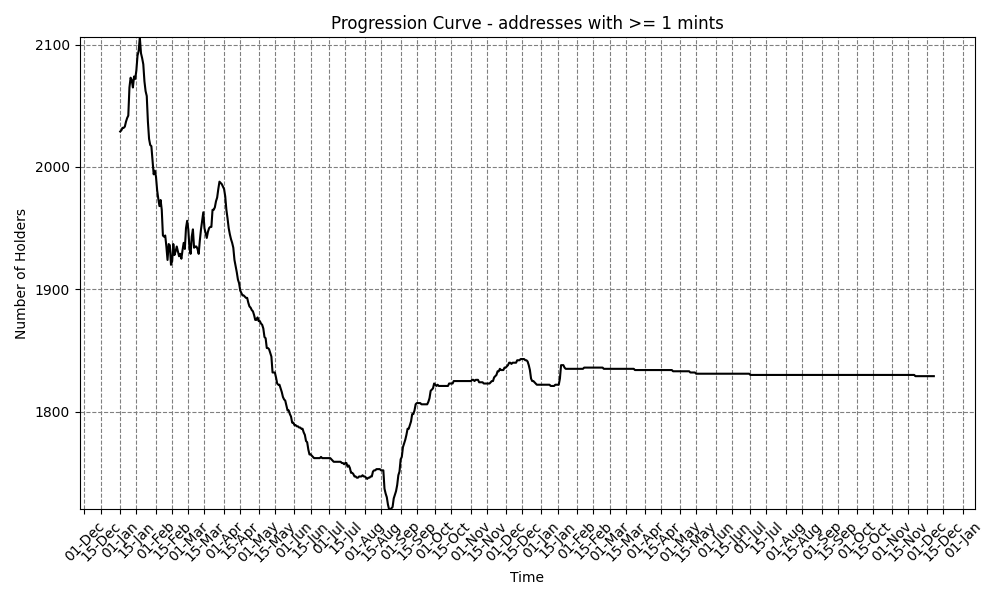 Progression Curve - addresses with >= 1 mints
2100
2000
1900
1800
Number of Holders
01-Dec
15-Dec
01-Jan
15-Jan
01-Feb
15-Feb
01-Mar
15-Mar
01-Apr
15-Apr
01-May
15-May
01-Jun
15-Jun
01-Jul
15-Jul
01-Aug
15-Aug
01-Sep
15-Sep
01-Oct
15-Oct
01-Nov
15-Nov
01-Dec
15-Dec
01-Jan
15-Jan
01-Feb
15-Feb
01-Mar
15-Mar
01-Apr
15-Apr
01-May
15-May
01-Jun
15-Jun
01-Jul
15-Jul
01-Aug
15-Aug
01-Sep
15-Sep
01-Oct
15-Oct
01-Nov
15-Nov
01-Dec
15-Dec
01-Jan
Time